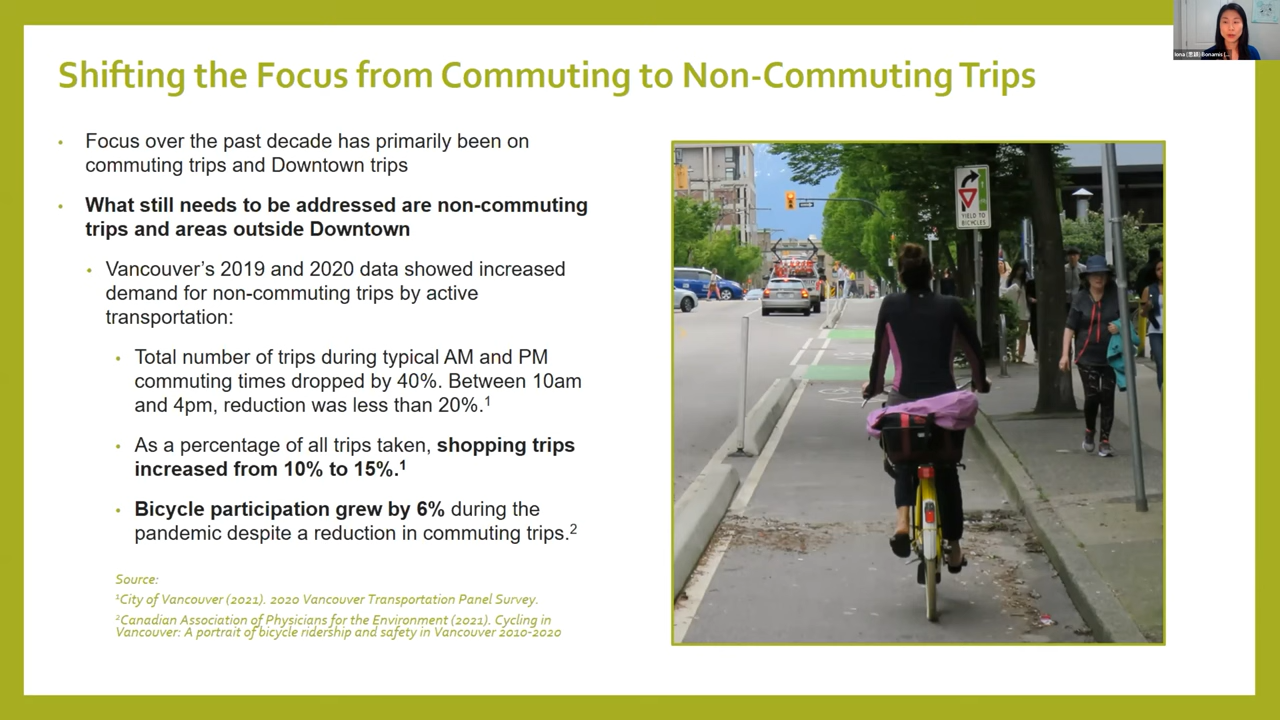 Shifting the Focus from Commuting to Non-Commuting Trips
Iona (恩穎) Bonamis (...
• Focus over the past decade has primarily been on
commuting trips and Downtown trips
• What still needs to be addressed are non-commuting
trips and areas outside Downtown
• Vancouver’s 2019 and 2020 data showed increased
demand for non-commuting trips by active
transportation:
• Total number of trips during typical AM and PM
commuting times dropped by 40%. Between 10am
and 4pm, reduction was less than 20%.¹
• As a percentage of all trips taken, shopping trips
increased from 10% to 15%.¹
• Bicycle participation grew by 6% during the
pandemic despite a reduction in commuting trips.²
Source:
¹City of Vancouver (2021). 2020 Vancouver Transportation Panel Survey.
²Canadian Association of Physicians for the Environment (2021). Cycling in
Vancouver: A portrait of bicycle ridership and safety in Vancouver 2010-2020
YIELD TO
BICYCLES